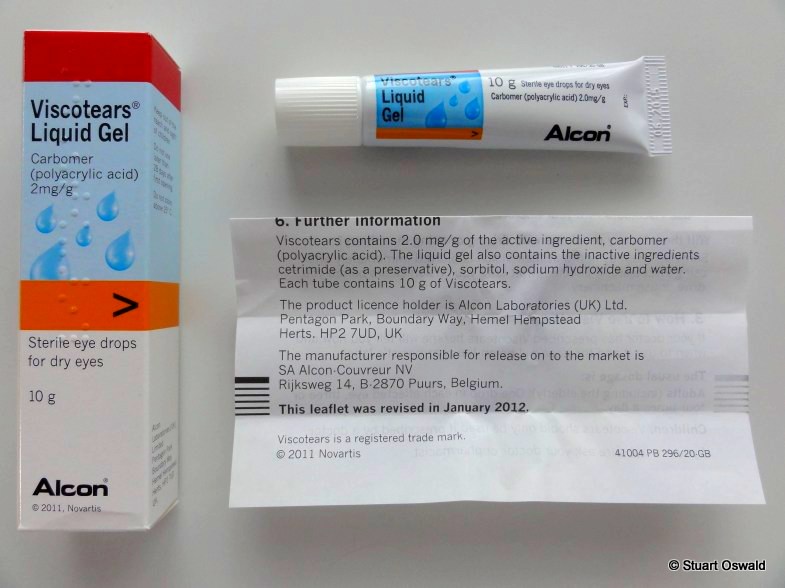 Viscotears®
Liquid Gel
Carbomer
(polyacrylic acid)
2mg/g
>
Sterile eye drops
for dry eyes
10 g
Alcon®
© 2011, Novartis
Viscotears®
Liquid
Gel
>
10 g Sterile eye drops for dry eyes
Carbomer (polyacrylic acid) 2.0mg/g
Alcon®
6. Further information
Viscotears contains 2.0 mg/g of the active ingredient, carbomer
(polyacrylic acid). The liquid gel also contains the inactive ingredients
cetrimide (as a preservative), sorbitol, sodium hydroxide and water.
Each tube contains 10 g of Viscotears.
The product licence holder is Alcon Laboratories (UK) Ltd.
Pentagon Park, Boundary Way, Hemel Hempstead
Herts. HP2 7UD, UK
The manufacturer responsible for release on to the market is
SA Alcon-Couvreur NV
Rijksweg 14, B-2870 Puurs, Belgium.
This leaflet was revised in January 2012.
Viscotears is a registered trade mark.
© 2011 Novartis
41004 PB 296/20-GB
© Stuart Oswald